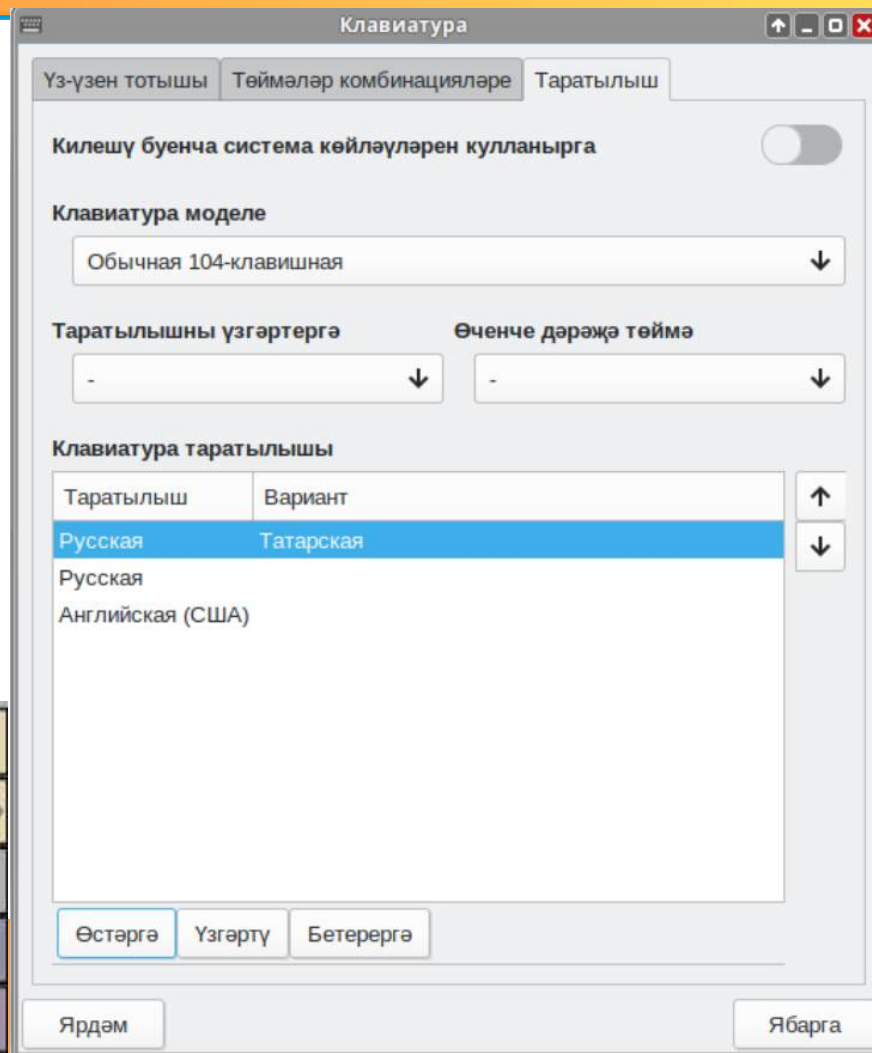 Клавиатура
Үз-үзен тотышы Төймәләр комбинацияләре Таратылыш
Килешү буенча система көйләүләрен кулланырга
Клавиатура моделе
Обычная 104-клавишная
Таратылышны үзгәртергә Өченче дәрәҗә төймә
- -
Клавиатура таратылышы
Таратылыш Вариант
Русская Татарская
Русская
Английская (США)
Өстәргә Үзгәртү Бетерергә
Ярдәм Ябарга